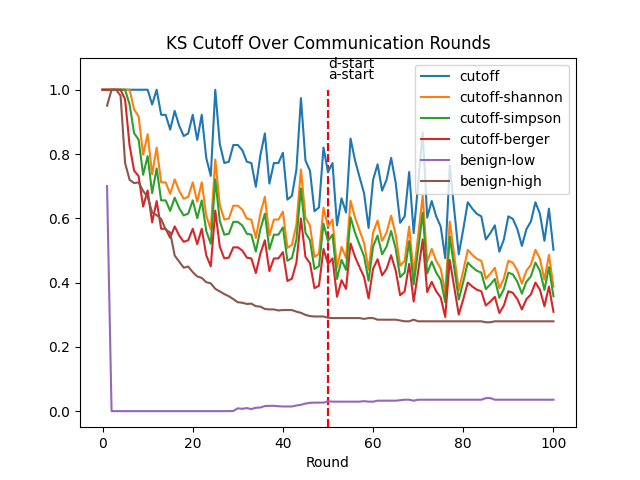 KS Cutoff Over Communication Rounds
d-start
a-start
cutoff
cutoff-shannon
cutoff-simpson
cutoff-berger
benign-low
benign-high
1.0
0.8
0.6
0.4
0.2
0.0
0 20 40 60 80 100
Round